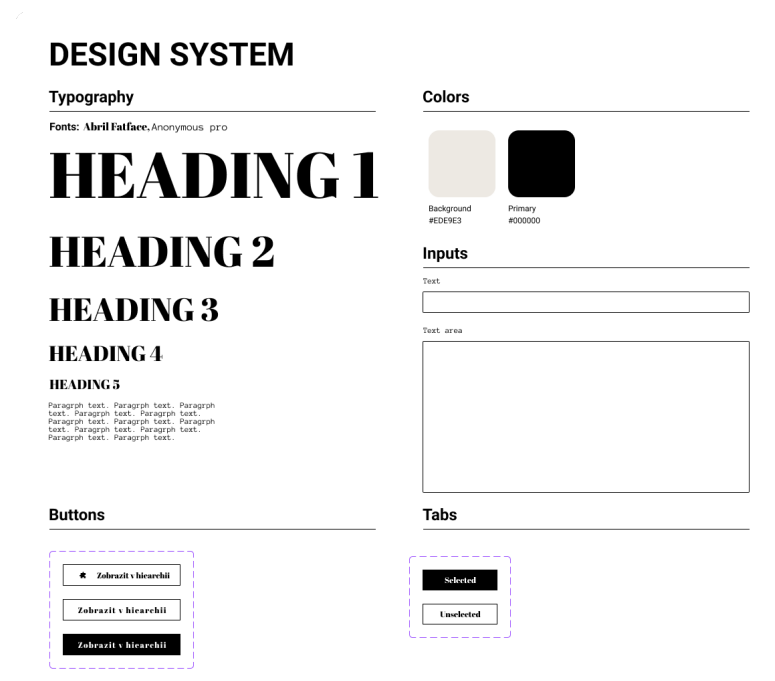 DESIGN SYSTEM
Typography
Fonts: Abril Fatface, Anonymous pro
HEADING 1
HEADING 2
HEADING 3
HEADING 4
HEADING 5
Paragrph text. Paragrph text. Paragrph
text. Paragrph text. Paragrph text.
Paragrph text. Paragrph text. Paragrph
text. Paragrph text. Paragrph text.
Paragrph text. Paragrph text.
Colors
Background
#EDE9E3
Primary
#000000
Inputs
Text
Text area
Buttons
Zobrazit v hiearchii
Zobrazit v hiearchii
Zobrazit v hiearchii
Tabs
Selected
Unselected